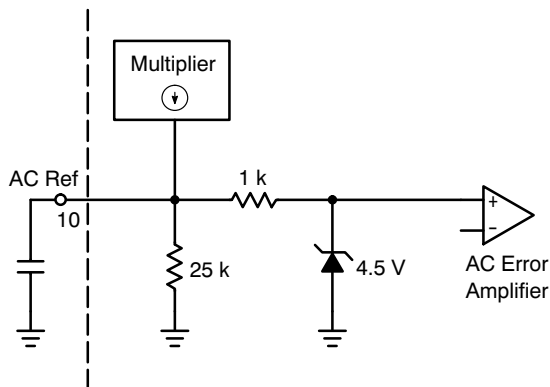 Multiplier
AC Ref
10
1 k
25 k
4.5 V
+
−
AC Error
Amplifier